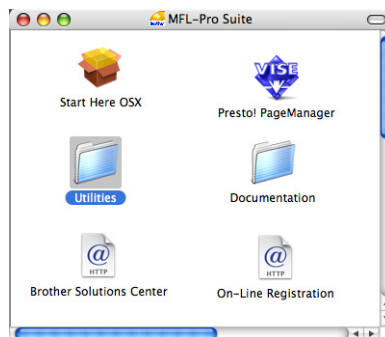 MFL-Pro Suite
Start Here OSX
VISE
Presto! PageManager
Utilities
Documentation
@
HTTP
Brother Solutions Center
@
HTTP
On-Line Registration